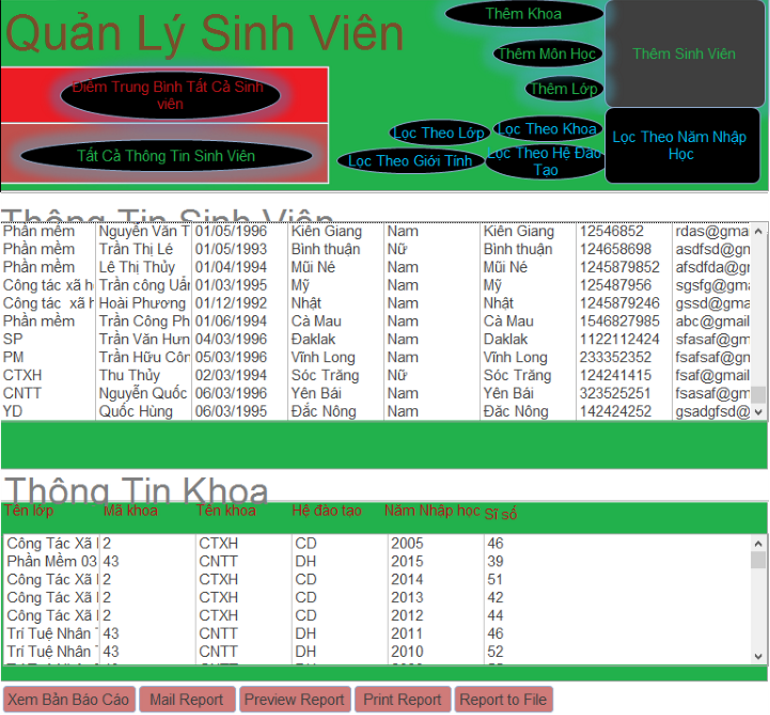 Quản Lý Sinh Viên
Thêm Khoa
Thêm Môn Học
Thêm Sinh Viên
Điểm Trung Bình Tất Cả Sinh
viên
Thêm Lớp
Lọc Theo Lớp
Lọc Theo Khoa
Lọc Theo Năm Nhập
Học
Tất Cả Thông Tin Sinh Viên
Lọc Theo Giới Tính
Lọc Theo Hệ Đào
Tạo
Thông Tin Sinh Viên
Phần mềm Nguyễn Văn T 01/05/1996 Kiên Giang Nam Kiên Giang 12546852 rdas@gma
Phần mềm Trần Thị Lé 01/05/1993 Bình thuận Nữ Bình thuận 124658698 asdfsd@gn
Phần mềm Lê Thị Thủy 01/04/1994 Mũi Né Nam Mũi Né 1245879852 afsdfda@gr
Công tác xã h Trần công Uẩn 01/03/1995 Mỹ Nam Mỹ 125487956 sgsfg@gm
Công tác xã h Hoài Phương 01/12/1992 Nhật Nam Nhật 1245879246 gssd@gma
Phần mềm Trần Công Ph 01/06/1994 Cà Mau Nam Cà Mau 1546827985 abc@gmail
SP Trần Văn Hưn 04/03/1996 Đaklak Nam Daklak 1122112424 sfasaf@gm
PM Trần Hữu Côn 05/03/1996 Vĩnh Long Nam Vĩnh Long 233352352 fsafsaf@gn
CTXH Thu Thủy 02/03/1994 Sóc Trăng Nữ Sóc Trăng 124241415 fsaf@gmail
CNTT Nguyễn Quốc 06/03/1996 Yên Bái Nam Yên Bái 323525251 fsasaf@gm
YD Quốc Hùng 06/03/1995 Đắc Nông Nam Đăc Nông 142424252 gsadgfsd@
Thông Tin Khoa
Tên lớp Mã khoa Tên khoa Hệ đào tạo Năm Nhập học Sĩ số
Công Tác Xã 2 CTXH CD 2005 46
Phần Mềm 03 43 CNTT DH 2015 39
Công Tác Xã 2 CTXH CD 2014 51
Công Tác Xã 2 CTXH CD 2013 42
Công Tác Xã 2 CTXH CD 2012 44
Trí Tuệ Nhân 43 CNTT DH 2011 46
Trí Tuệ Nhân 43 CNTT DH 2010 52
Xem Bản Báo Cáo Mail Report Preview Report Print Report Report to File